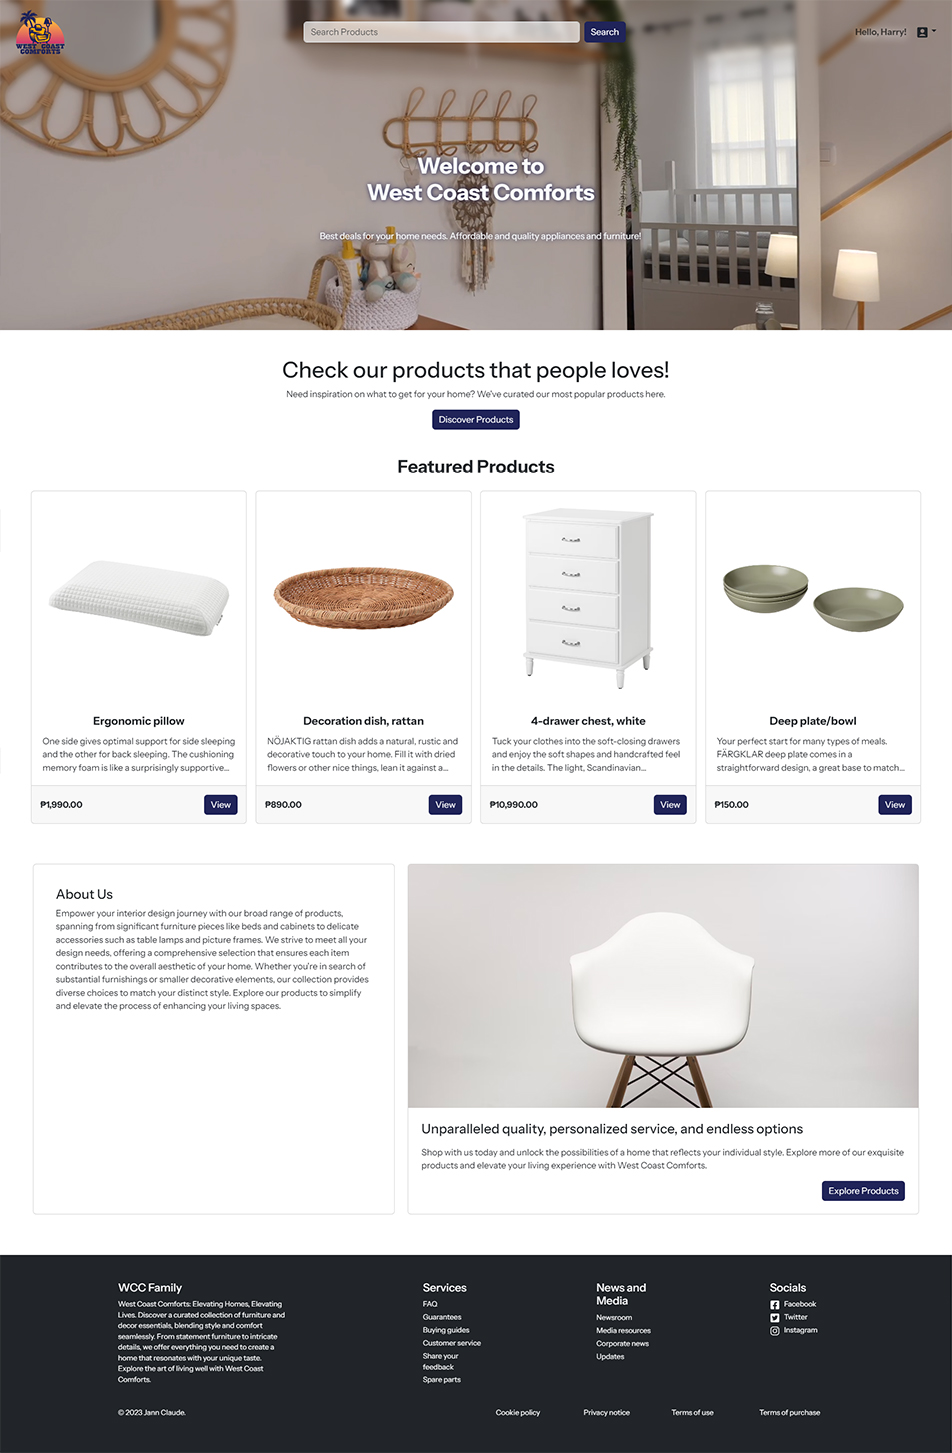 WEST COAST
COMFORTS
Search Products
Search
Hello, Harry!
Welcome to
West Coast Comforts
Best deals for your home needs. Affordable and quality appliances and furniture!
Check our products that people loves!
Need inspiration on what to get for your home? We've curated our most popular products here.
Discover Products
Featured Products
Ergonomic pillow
One side gives optimal support for side sleeping
and the other for back sleeping. The cushioning
memory foam is like a surprisingly supportive...
₱1,990.00
View
Decoration dish, rattan
NÖJAKTIG rattan dish adds a natural, rustic and
decorative touch to your home. Fill it with dried
flowers or other nice things, lean it against a...
₱890.00
View
4-drawer chest, white
Tuck your clothes into the soft-closing drawers
and enjoy the soft shapes and handcrafted feel
in the details. The light, Scandinavian...
₱10,990.00
View
Deep plate/bowl
Your perfect start for many types of meals.
FÄRGKLAR deep plate comes in a
straightforward design, a great base to match...
₱150.00
View
About Us
Empower your interior design journey with our broad range of products,
spanning from significant furniture pieces like beds and cabinets to delicate
accessories such as table lamps and picture frames. We strive to meet all your
design needs, offering a comprehensive selection that ensures each item
contributes to the overall aesthetic of your home. Whether you're in search of
substantial furnishings or smaller decorative elements, our collection provides
diverse choices to match your distinct style. Explore our products to simplify
and elevate the process of enhancing your living spaces.
Unparalleled quality, personalized service, and endless options
Shop with us today and unlock the possibilities of a home that reflects your individual style. Explore more of our exquisite
products and elevate your living experience with West Coast Comforts.
Explore Products
WCC Family
West Coast Comforts: Elevating Homes, Elevating
Lives. Discover a curated collection of furniture and
decor essentials, blending style and comfort
seamlessly. From statement furniture to intricate
details, we offer everything you need to create a
home that resonates with your unique taste.
Explore the art of living well with West Coast
Comforts.
Services
FAQ
Guarantees
Buying guides
Customer service
Share your
feedback
Spare parts
News and
Media
Newsroom
Media resources
Corporate news
Updates
Socials
Facebook
Twitter
Instagram
© 2023 Jann Claude.
Cookie policy
Privacy notice
Terms of use
Terms of purchase